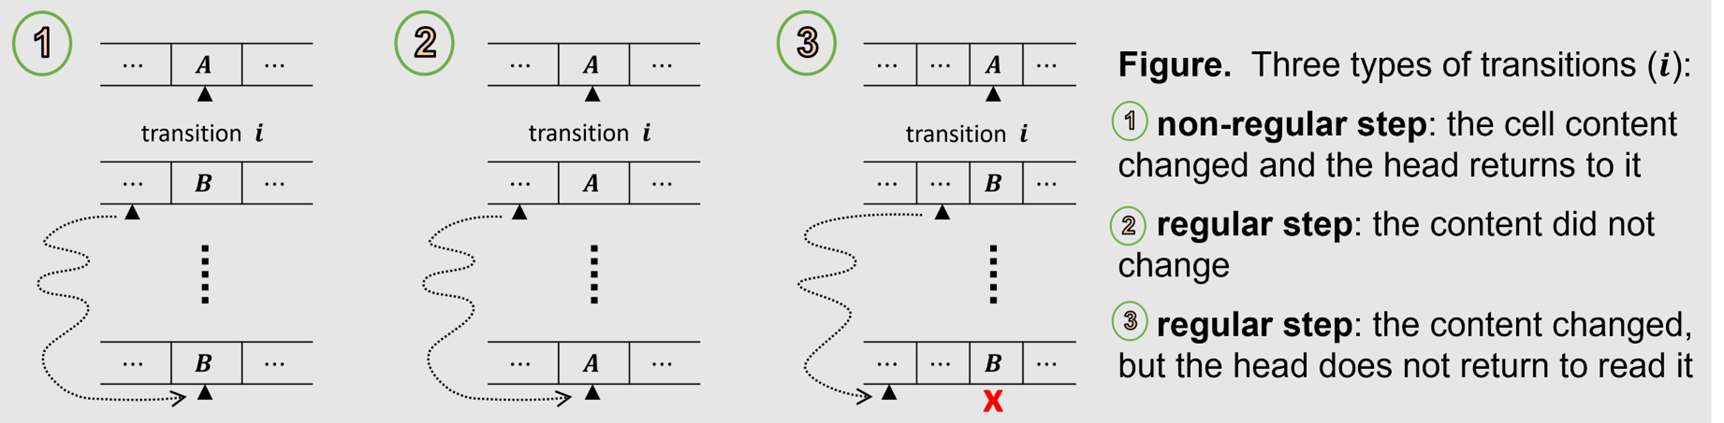 1
... A ...
transition i
... B ...
... B ...
2
... A ...
transition i
... A ...
... A ...
3
... ... A ...
transition i
... ... B ...
... ... B ...
X
Figure. Three types of transitions (i):
1 non-regular step: the cell content
changed and the head returns to it
2 regular step: the content did not
change
3 regular step: the content changed,
but the head does not return to read it